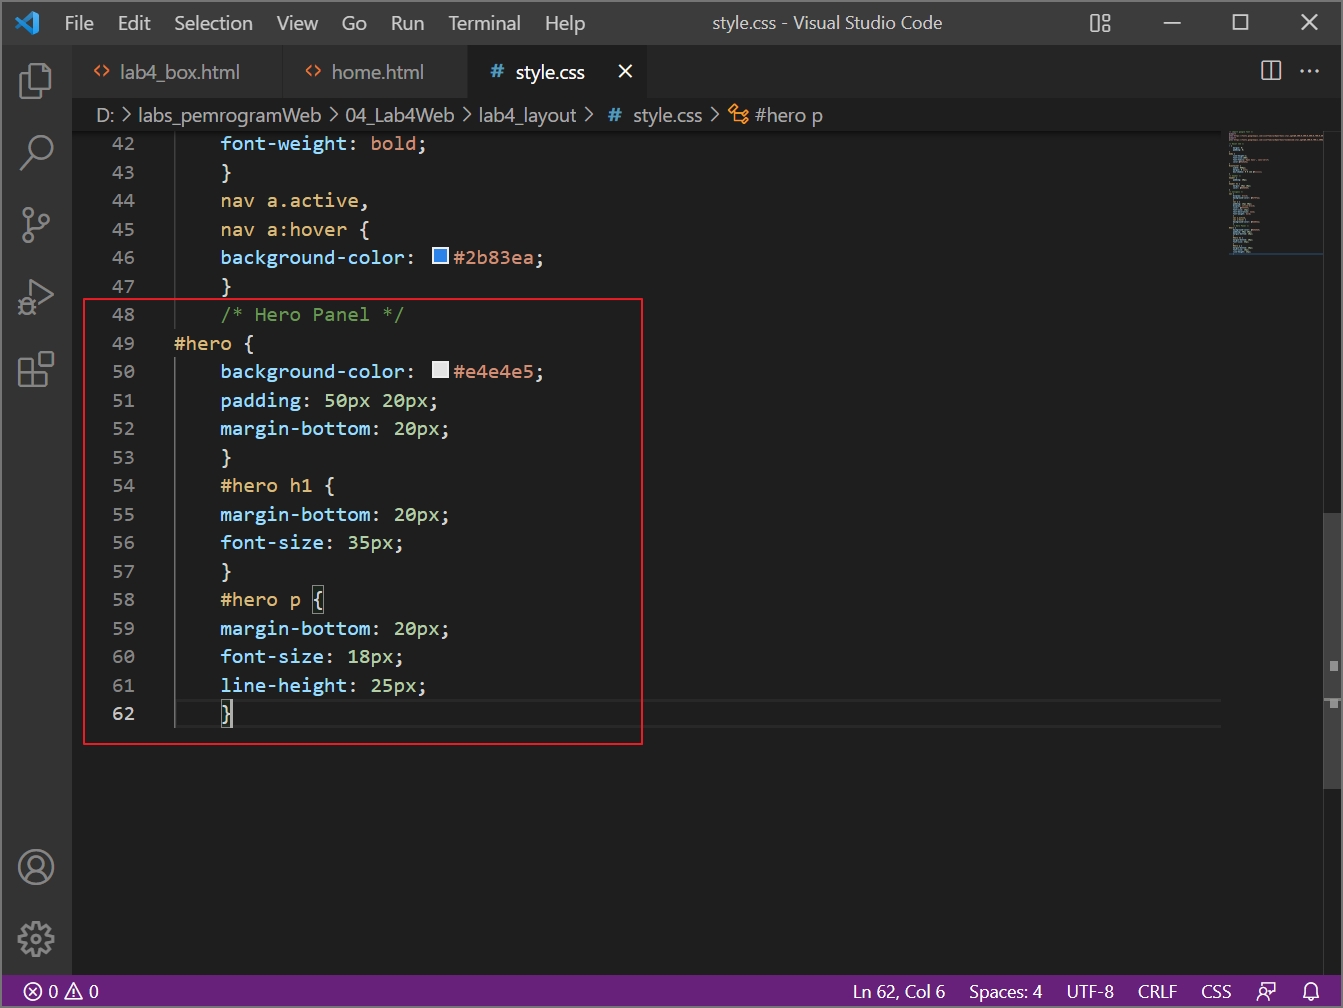 File Edit Selection View Go Run Terminal Help style.css - Visual Studio Code
lab4_box.html home.html # style.css
D: > labs_pemrogramWeb > 04_Lab4Web > lab4_layout > # style.css > #hero p
42 font-weight: bold;
43 }
44 nav a.active,
45 nav a:hover {
46 background-color: #2b83ea;
47 }
48 /* Hero Panel */
49 #hero {
50 background-color: #e4e4e5;
51 padding: 50px 20px;
52 margin-bottom: 20px;
53 }
54 #hero h1 {
55 margin-bottom: 20px;
56 font-size: 35px;
57 }
58 #hero p {
59 margin-bottom: 20px;
60 font-size: 18px;
61 line-height: 25px;
62 }
0 0 Ln 62, Col 6 Spaces: 4 UTF-8 CRLF CSS